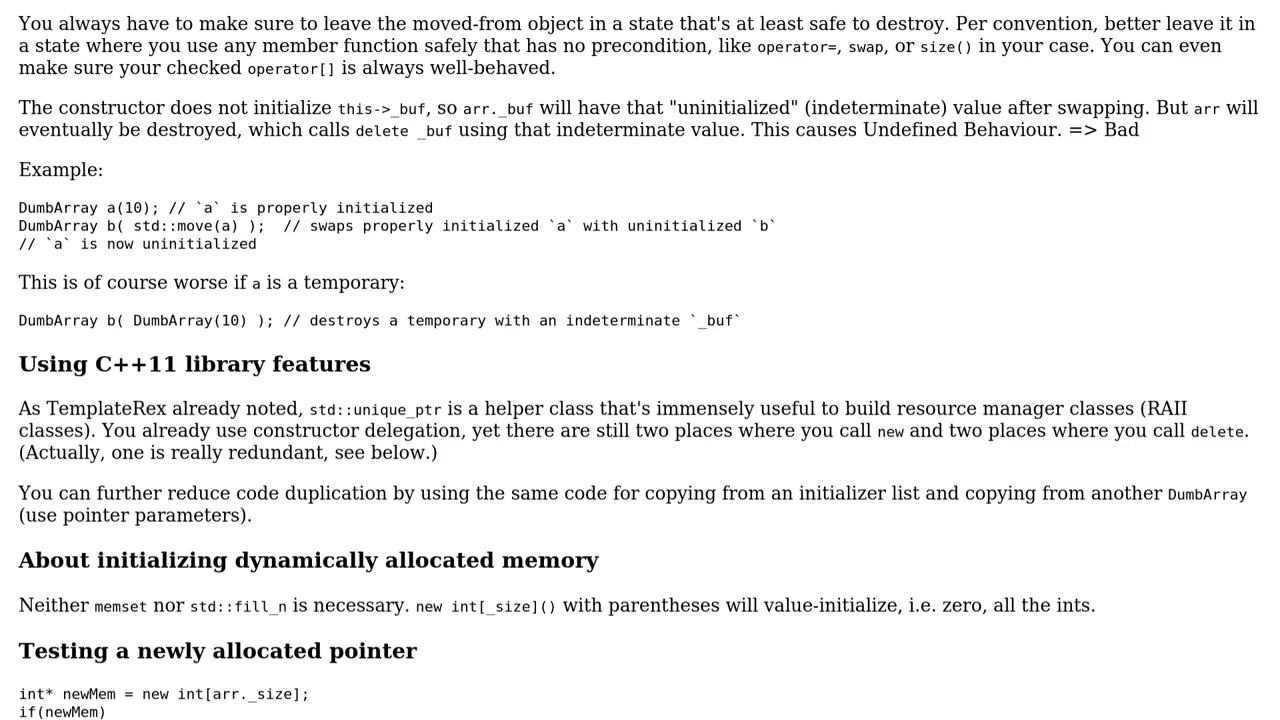 You always have to make sure to leave the moved-from object in a state that's at least safe to destroy. Per convention, better leave it in
a state where you use any member function safely that has no precondition, like operator=, swap, or size() in your case. You can even
make sure your checked operator[] is always well-behaved.
The constructor does not initialize this->_buf, so arr._buf will have that "uninitialized" (indeterminate) value after swapping. But arr will
eventually be destroyed, which calls delete _buf using that indeterminate value. This causes Undefined Behaviour. => Bad
Example:
DumbArray a(10); // `a` is properly initialized
DumbArray b( std::move(a) );  // swaps properly initialized `a` with uninitialized `b`
// `a` is now uninitialized
This is of course worse if a is a temporary:
DumbArray b( DumbArray(10) ); // destroys a temporary with an indeterminate `_buf`
Using C++11 library features
As TemplateRex already noted, std::unique_ptr is a helper class that's immensely useful to build resource manager classes (RAII
classes). You already use constructor delegation, yet there are still two places where you call new and two places where you call delete.
(Actually, one is really redundant, see below.)
You can further reduce code duplication by using the same code for copying from an initializer list and copying from another DumbArray
(use pointer parameters).
About initializing dynamically allocated memory
Neither memset nor std::fill_n is necessary. new int[_size]() with parentheses will value-initialize, i.e. zero, all the ints.
Testing a newly allocated pointer
int* newMem = new int[arr._size];
if(newMem)